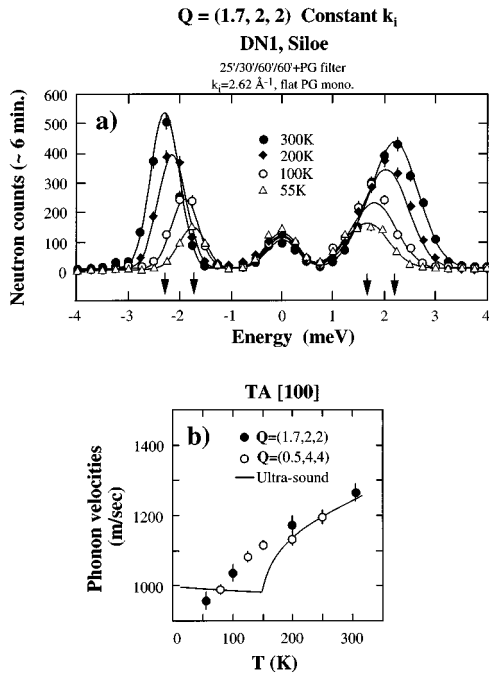 Q = (1.7, 2, 2) Constant kᵢ
DN1, Siloe
25'/30'/60'/60'+PG filter
kᵢ=2.62 Å⁻¹, flat PG mono.
a)
Neutron counts (~ 6 min.)
600
500
400
300
200
100
0
300K
200K
100K
55K
-4 -3 -2 -1 0 1 2 3 4
Energy (meV)
TA [100]
b)
Phonon velocities
(m/sec)
1400
1200
1000
Q=(1.7,2,2)
Q=(0.5,4,4)
Ultra-sound
0 100 200 300
T (K)